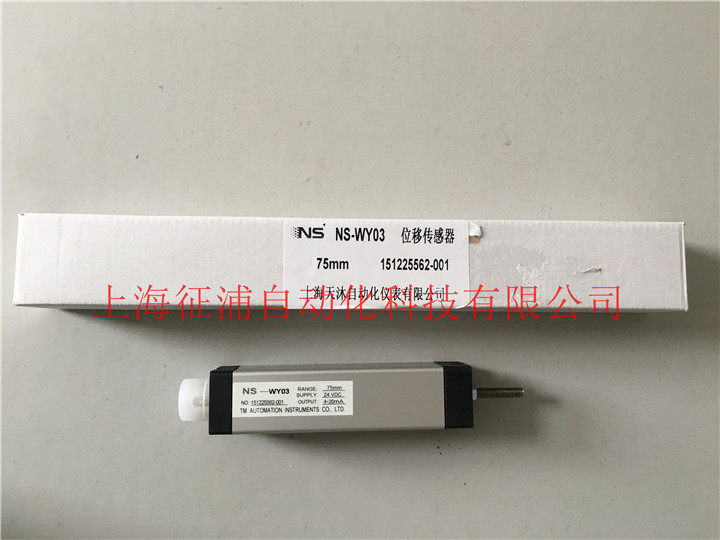 NS+ NS-WY03 位移传感器
75mm 151225562-001
上海天沐自动化仪表有限公司
上海征浦自动化科技有限公司
NS—WY03 RANGE: 75mm
SUPPLY: 24 VDC
NO: 151225562-001 OUTPUT: 4~20mA
TM AUTOMATION INSTRUMENTS CO., LTD.